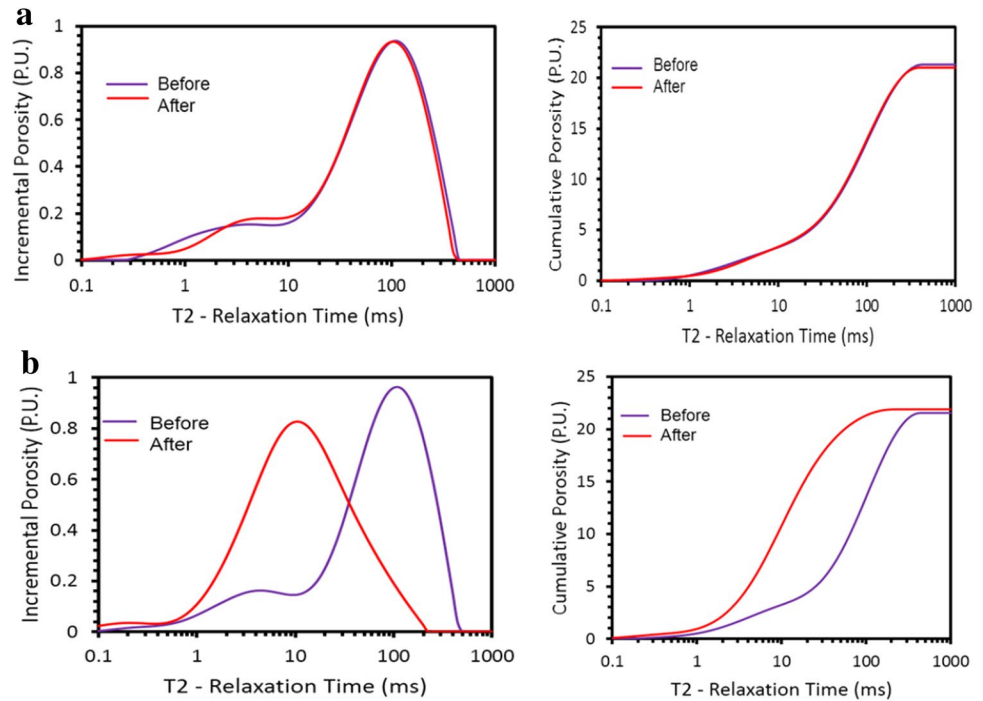 a
Incremental Porosity (P.U.)
1
0.8
0.6
0.4
0.2
0
Before
After
0.1 1 10 100 1000
T2 - Relaxation Time (ms)
Cumulative Porosity (P.U.)
25
20
15
10
5
0
Before
After
0.1 1 10 100 1000
T2 - Relaxation Time (ms)
b
Incremental Porosity (P.U.)
1
0.8
0.6
0.4
0.2
0
Before
After
0.1 1 10 100 1000
T2 - Relaxation Time (ms)
Cumulative Porosity (P.U.)
25
20
15
10
5
0
Before
After
0.1 1 10 100 1000
T2 - Relaxation Time (ms)